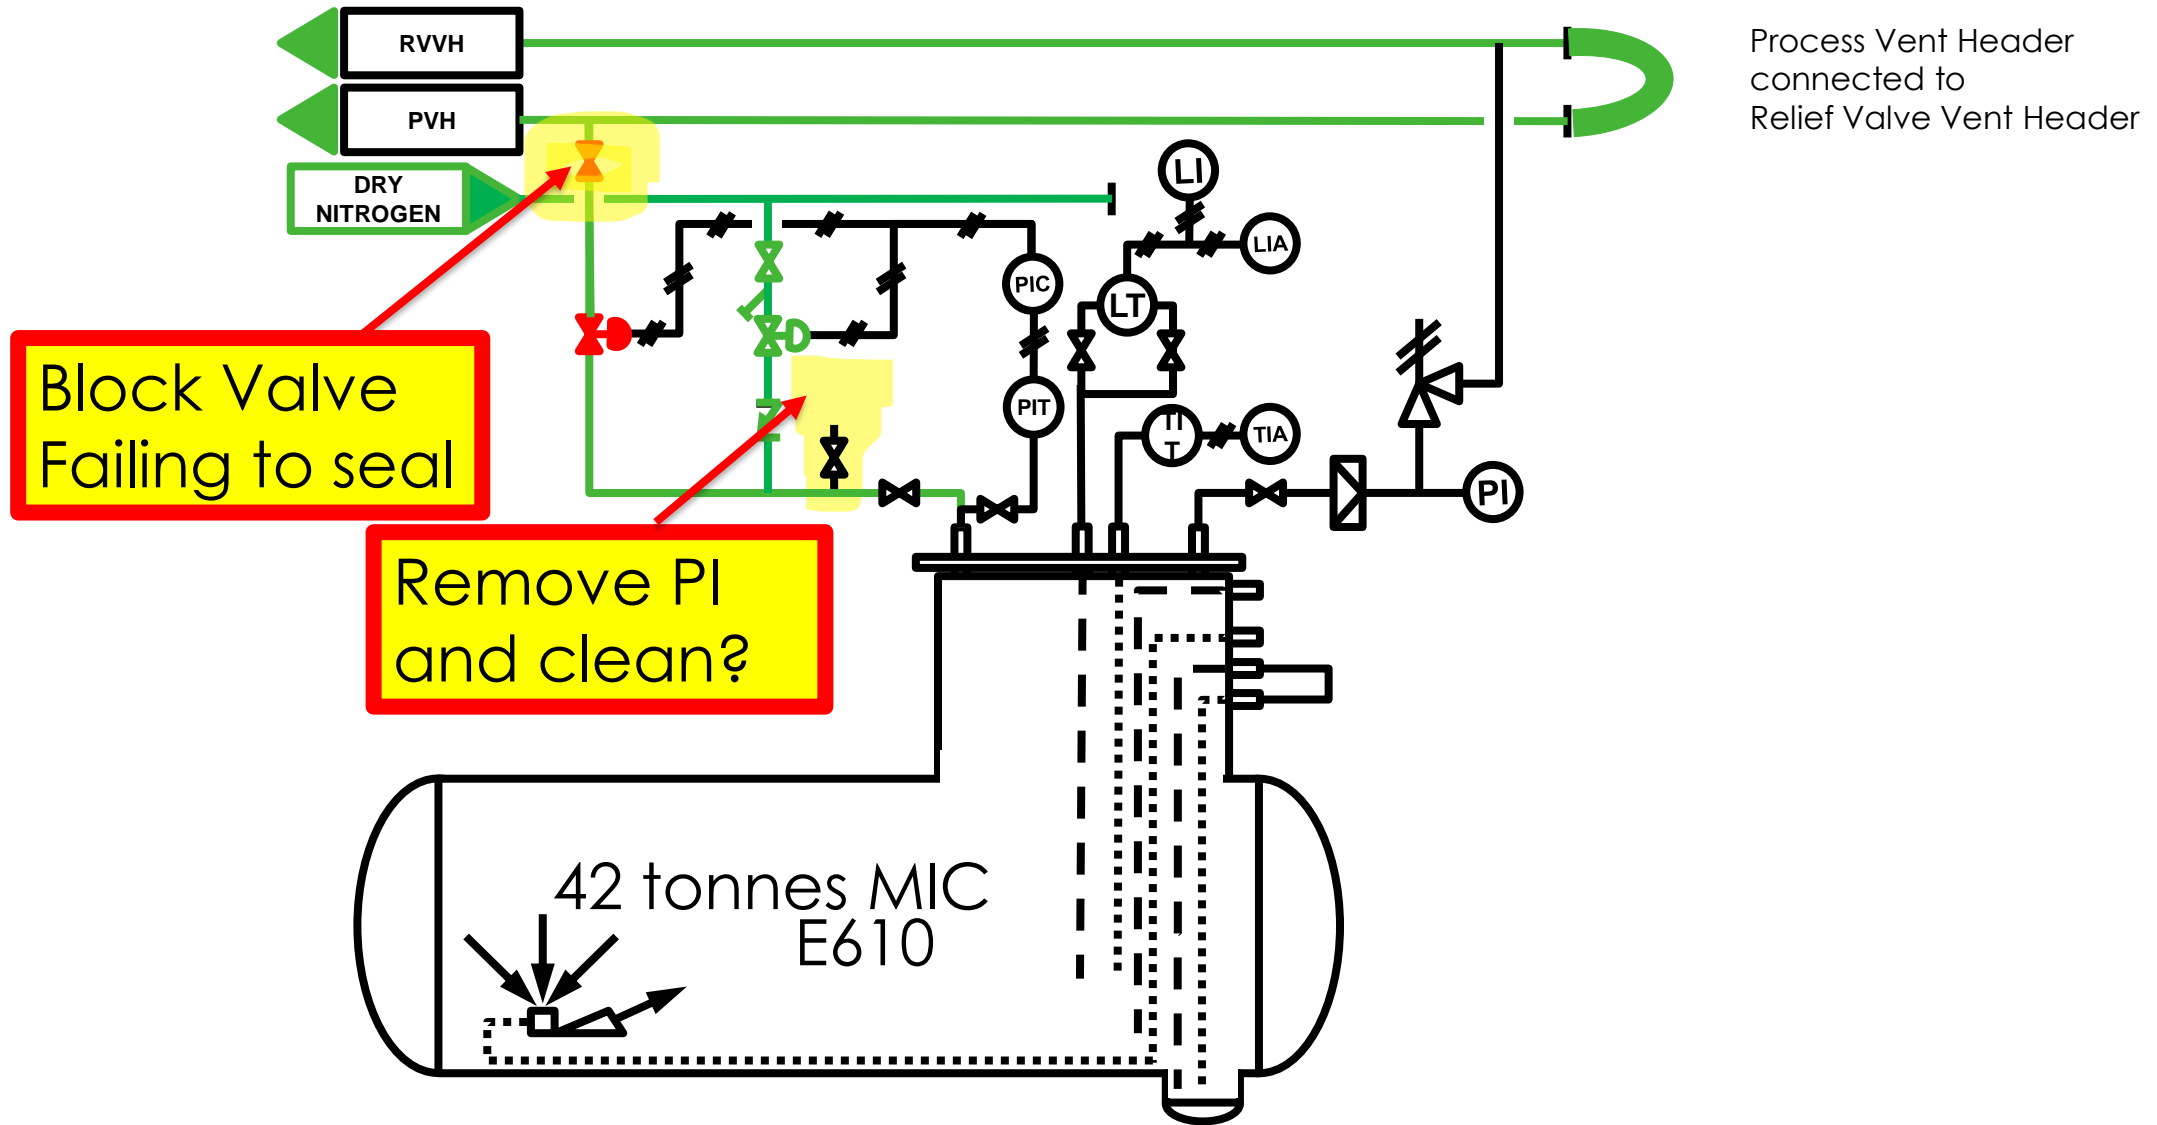 RVVH
Process Vent Header
connected to
Relief Valve Vent Header
PVH
DRY
NITROGEN
LI
LIA
PIC
LT
Block Valve
Failing to seal
PIT
TI
T
TIA
PI
Remove PI
and clean?
42 tonnes MIC
E610